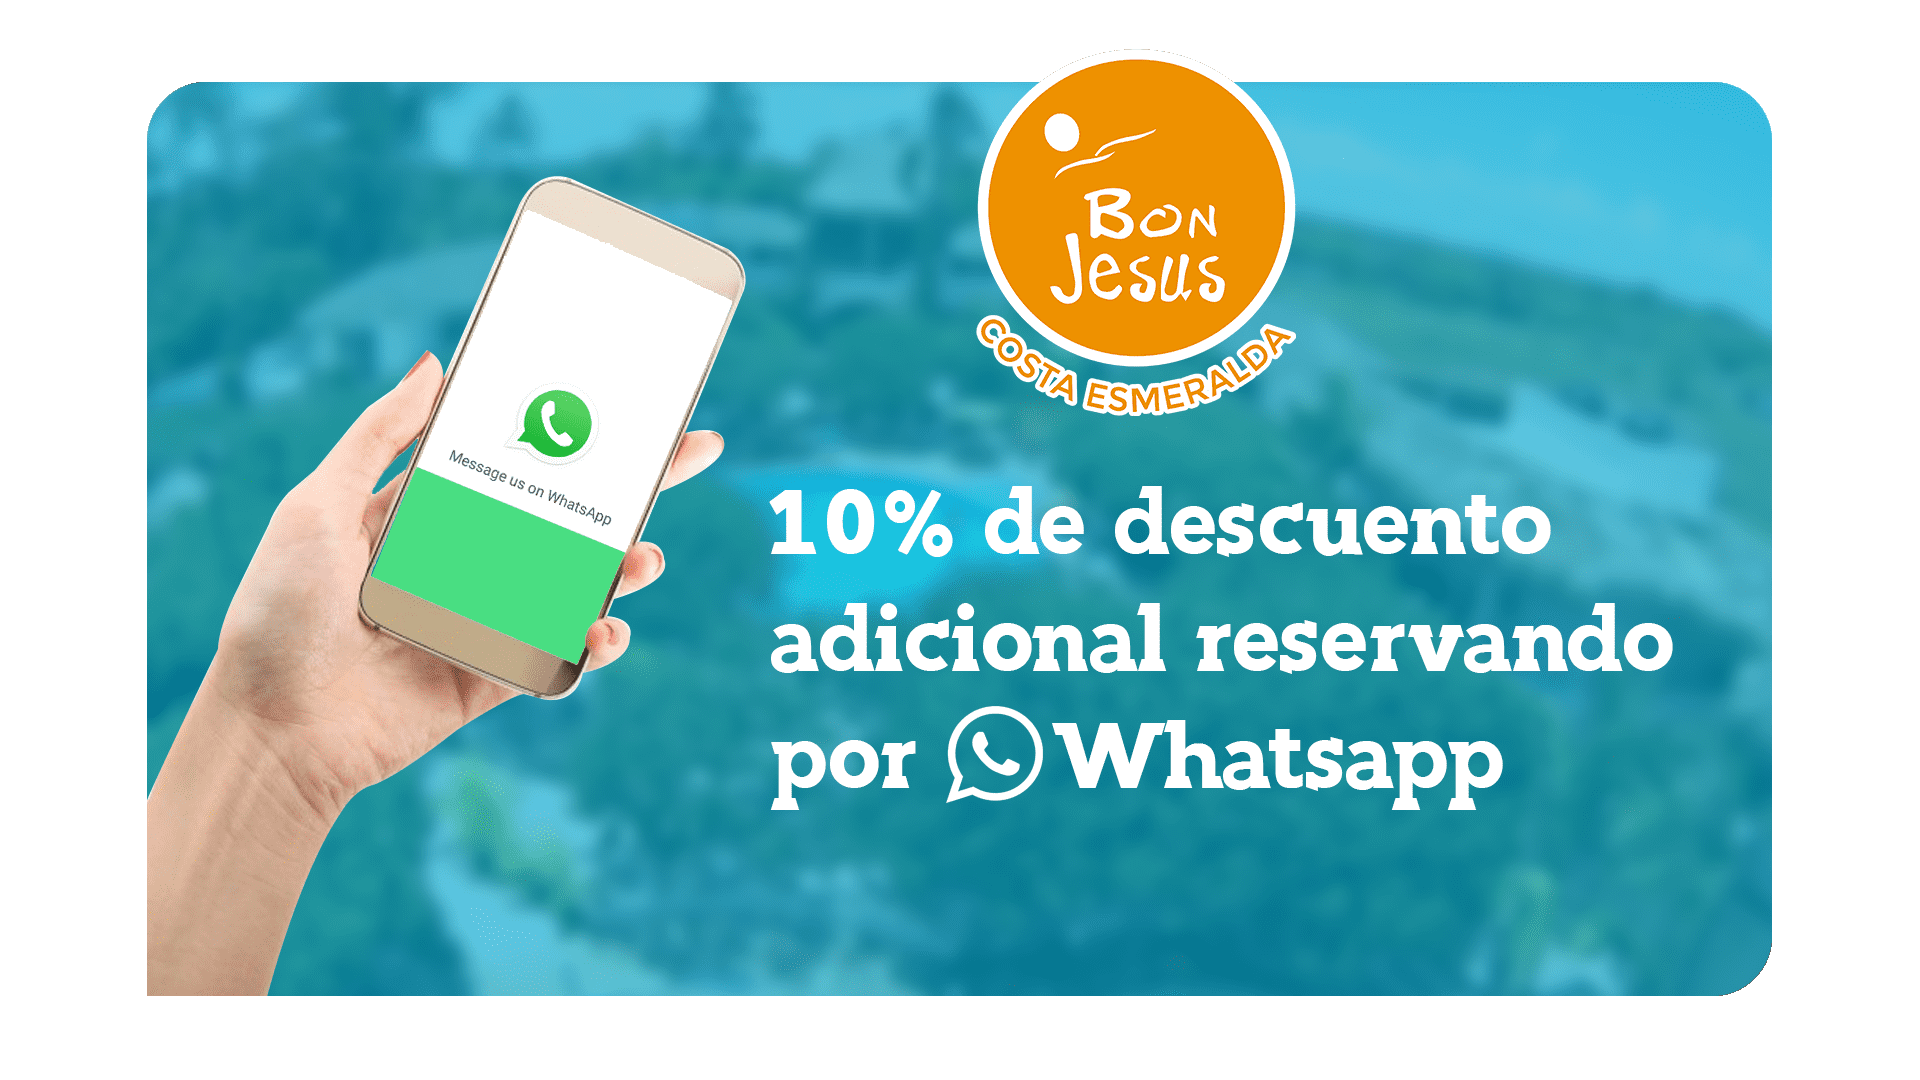 BON
JESUS
COSTA ESMERALDA
Message us on WhatsApp
10% de descuento
adicional reservando
por Whatsapp